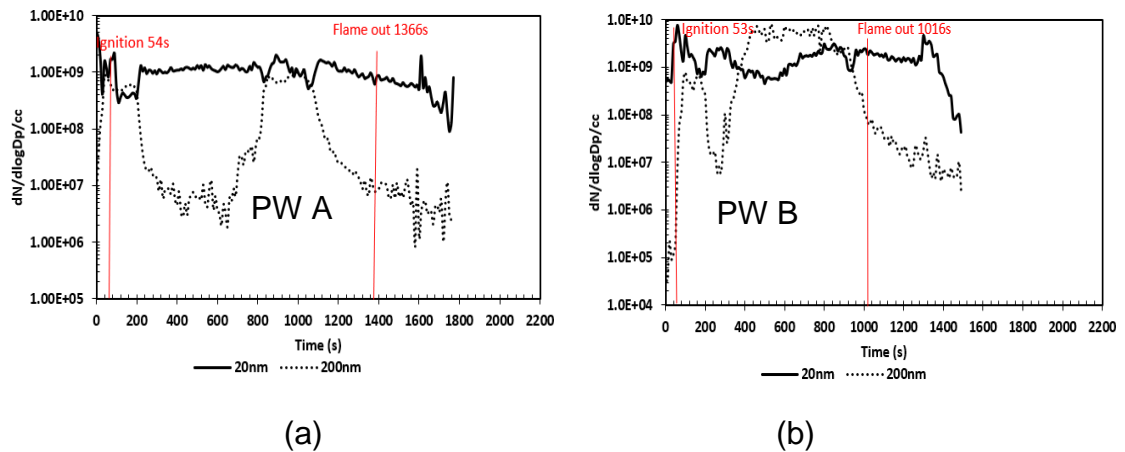 1.00E+10
1.00E+09
1.00E+08
1.00E+07
1.00E+06
1.00E+05
dN/dlogDp/cc
Ignition 54s
Flame out 1366s
PW A
0 200 400 600 800 1000 1200 1400 1600 1800 2000 2200
Time (s)
20nm 200nm
(a)
1.0E+10
1.0E+09
1.0E+08
1.0E+07
1.0E+06
1.0E+05
1.0E+04
dN/dlogDp/cc
Ignition 53s
Flame out 1016s
PW B
0 200 400 600 800 1000 1200 1400 1600 1800 2000 2200
Time (s)
20nm 200nm
(b)